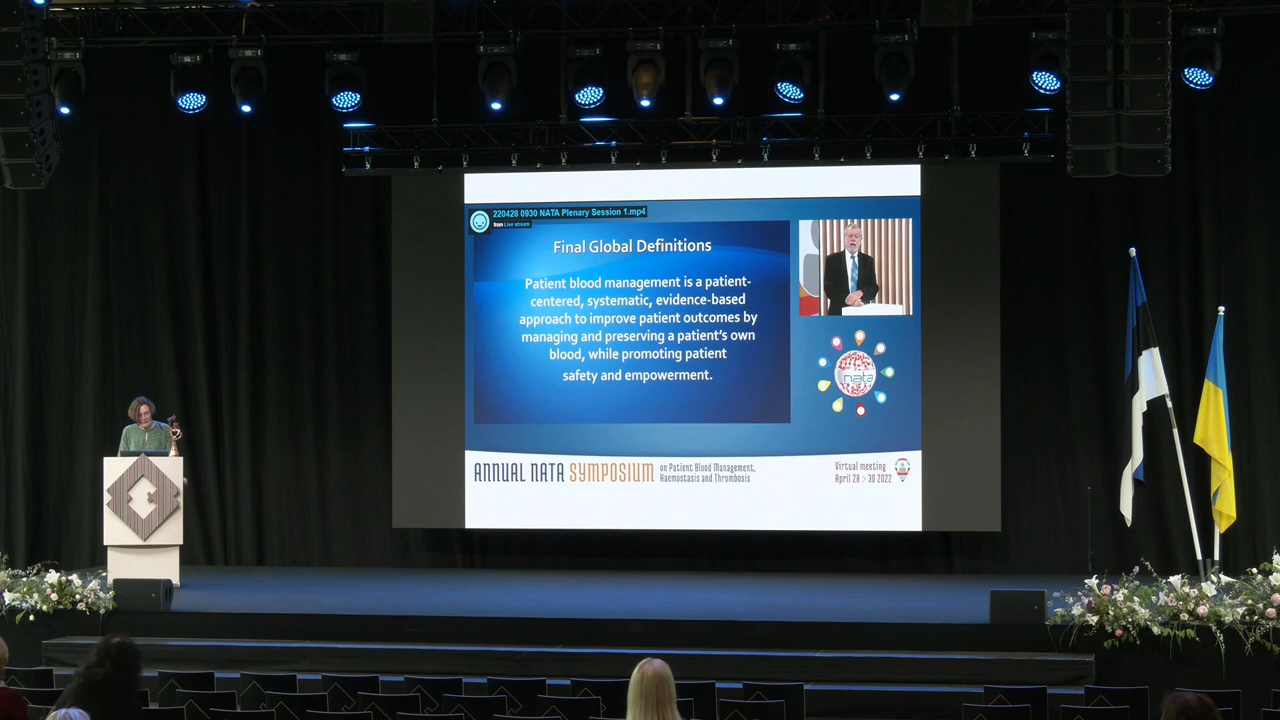 220428 0930 NATA Plenary Session 1.mp4
from Live stream
Final Global Definitions
Patient blood management is a patient-
centered, systematic, evidence-based
approach to improve patient outcomes by
managing and preserving a patient's own
blood, while promoting patient
safety and empowerment.
nata
ANNUAL NATA SYMPOSIUM
on Patient Blood Management,
Haemostasis and Thrombosis
Virtual meeting
April 28 > 30 2022